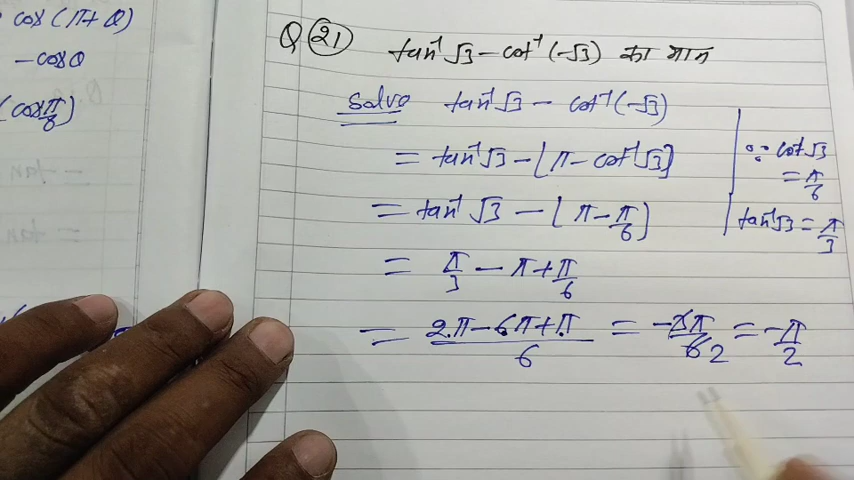 cos(π+θ)
-cosθ
(cos π/8)
Q (21) tan⁻¹√3 - cot⁻¹(-√3) का मान
Solve tan⁻¹√3 - cot⁻¹(-√3)
= tan⁻¹√3 - [π - cot⁻¹√3]
= tan⁻¹√3 - [π - π/6]
= π/3 - π + π/6
= 2π-6π+π/6 = -3π/6 2 = -π/2
∵ cot⁻¹√3
= π/6
tan⁻¹√3 = π/3